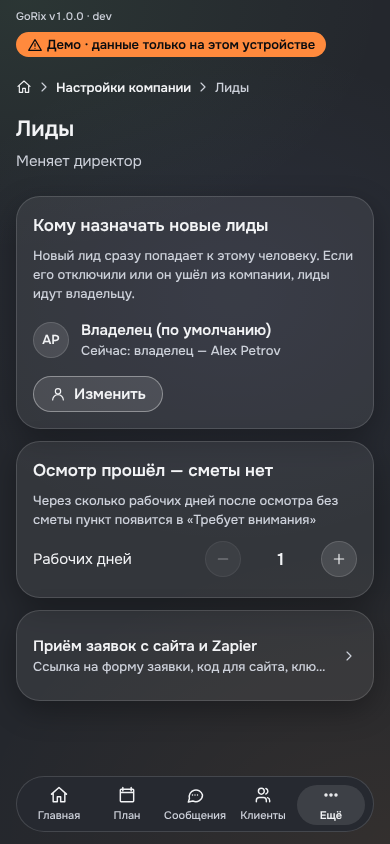 GoRix v1.0.0 · dev
Демо · данные только на этом устройстве
Настройки компании
Лиды
Лиды
Меняет директор
Кому назначать новые лиды
Новый лид сразу попадает к этому человеку. Если
его отключили или он ушёл из компании, лиды
идут владельцу.
AP
Владелец (по умолчанию)
Сейчас: владелец — Alex Petrov
Изменить
Осмотр прошёл — сметы нет
Через сколько рабочих дней после осмотра без
сметы пункт появится в «Требует внимания»
Рабочих дней
1
Приём заявок с сайта и Zapier
Ссылка на форму заявки, код для сайта, клю...
Главная
План
Сообщения
Клиенты
Ещё